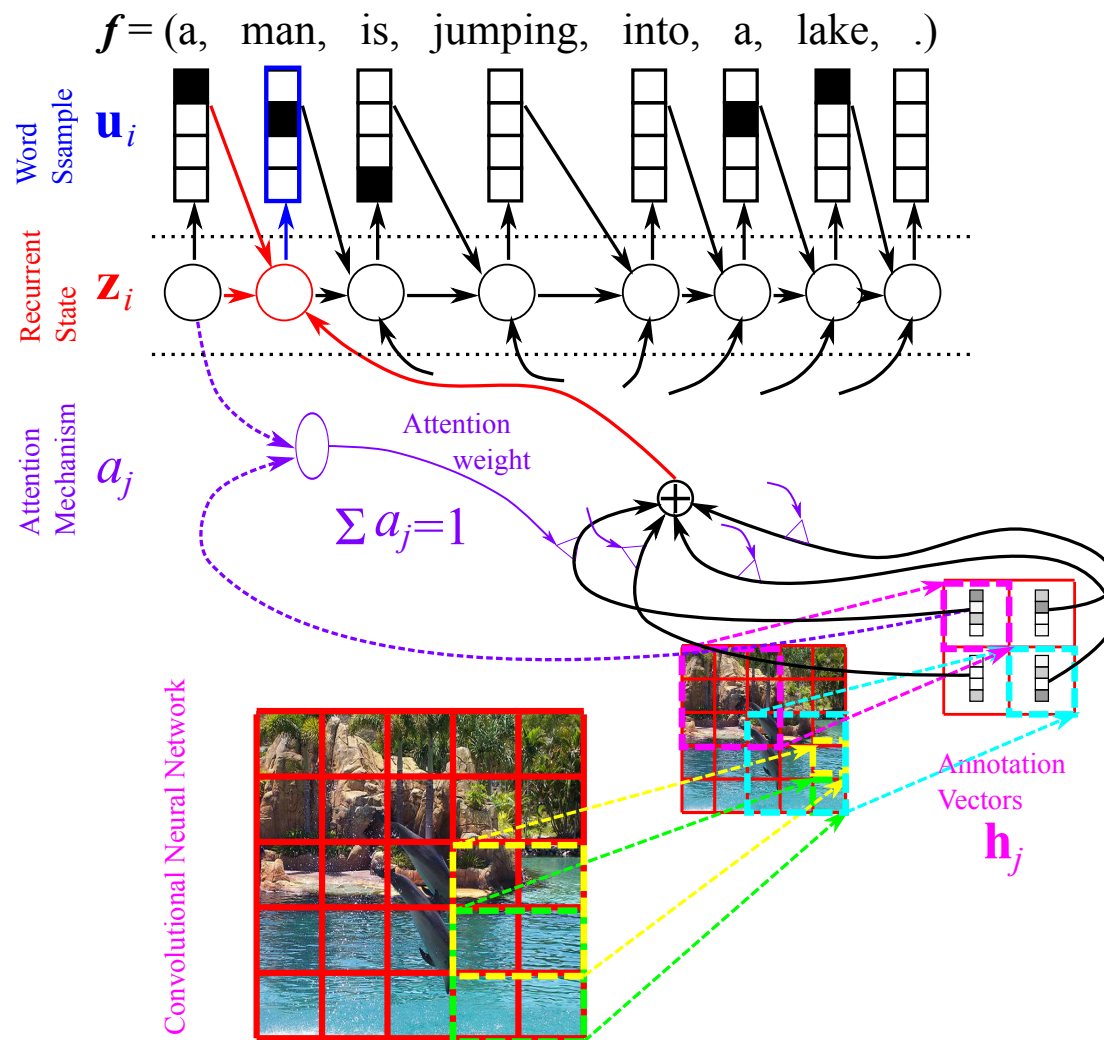 f = (a, man, is, jumping, into, a, lake, .)
Word
Ssample
u_i
Recurrent
State
z_i
Attention
Mechanism
a_j
Attention
weight
Σ a_j=1
Convolutional Neural Network
Annotation
Vectors
h_j